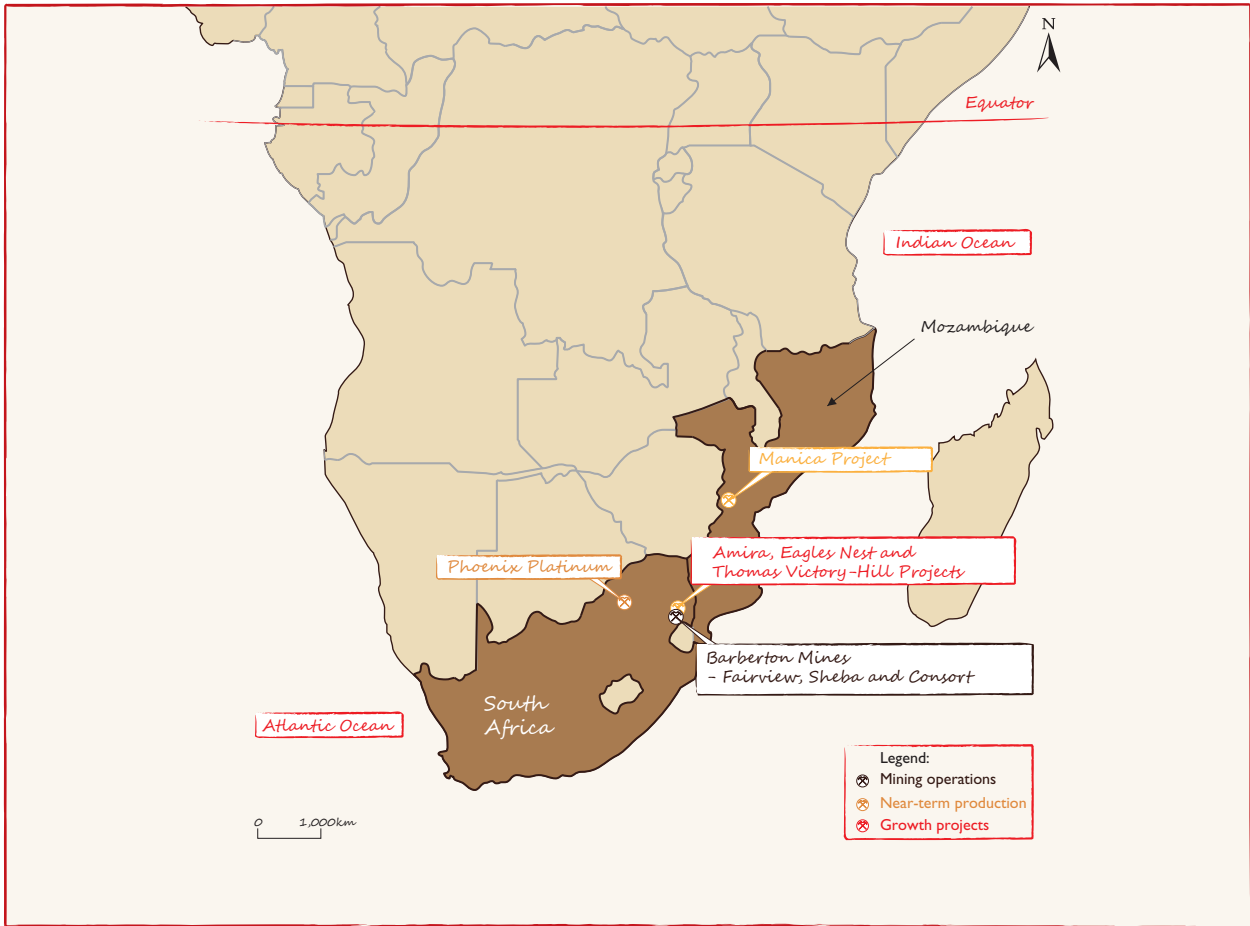 N
Equator
Indian Ocean
Mozambique
Manica Project
Amira, Eagles Nest and
Thomas Victory-Hill Projects
Phoenix Platinum
Barberton Mines
- Fairview, Sheba and Consort
South
Africa
Atlantic Ocean
Legend:
Mining operations
Near-term production
Growth projects
0 1,000km